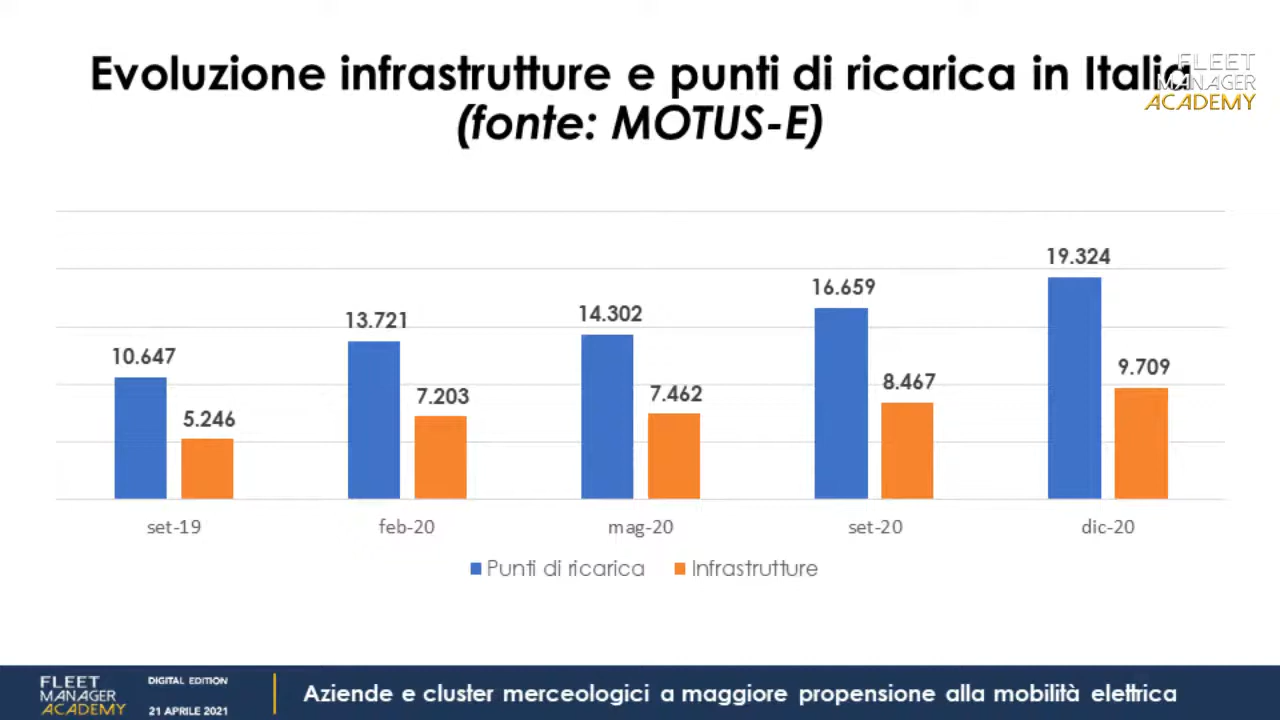 Evoluzione infrastrutture e punti di ricarica in Italia
(fonte: MOTUS-E)
FLEET
MANAGER
ACADEMY
19.324
16.659
14.302
13.721
10.647
9.709
8.467
7.462
7.203
5.246
set-19
feb-20
mag-20
set-20
dic-20
Punti di ricarica
Infrastrutture
FLEET
MANAGER
ACADEMY
DIGITAL EDITION
21 APRILE 2021
Aziende e cluster merceologici a maggiore propensione alla mobilità elettrica